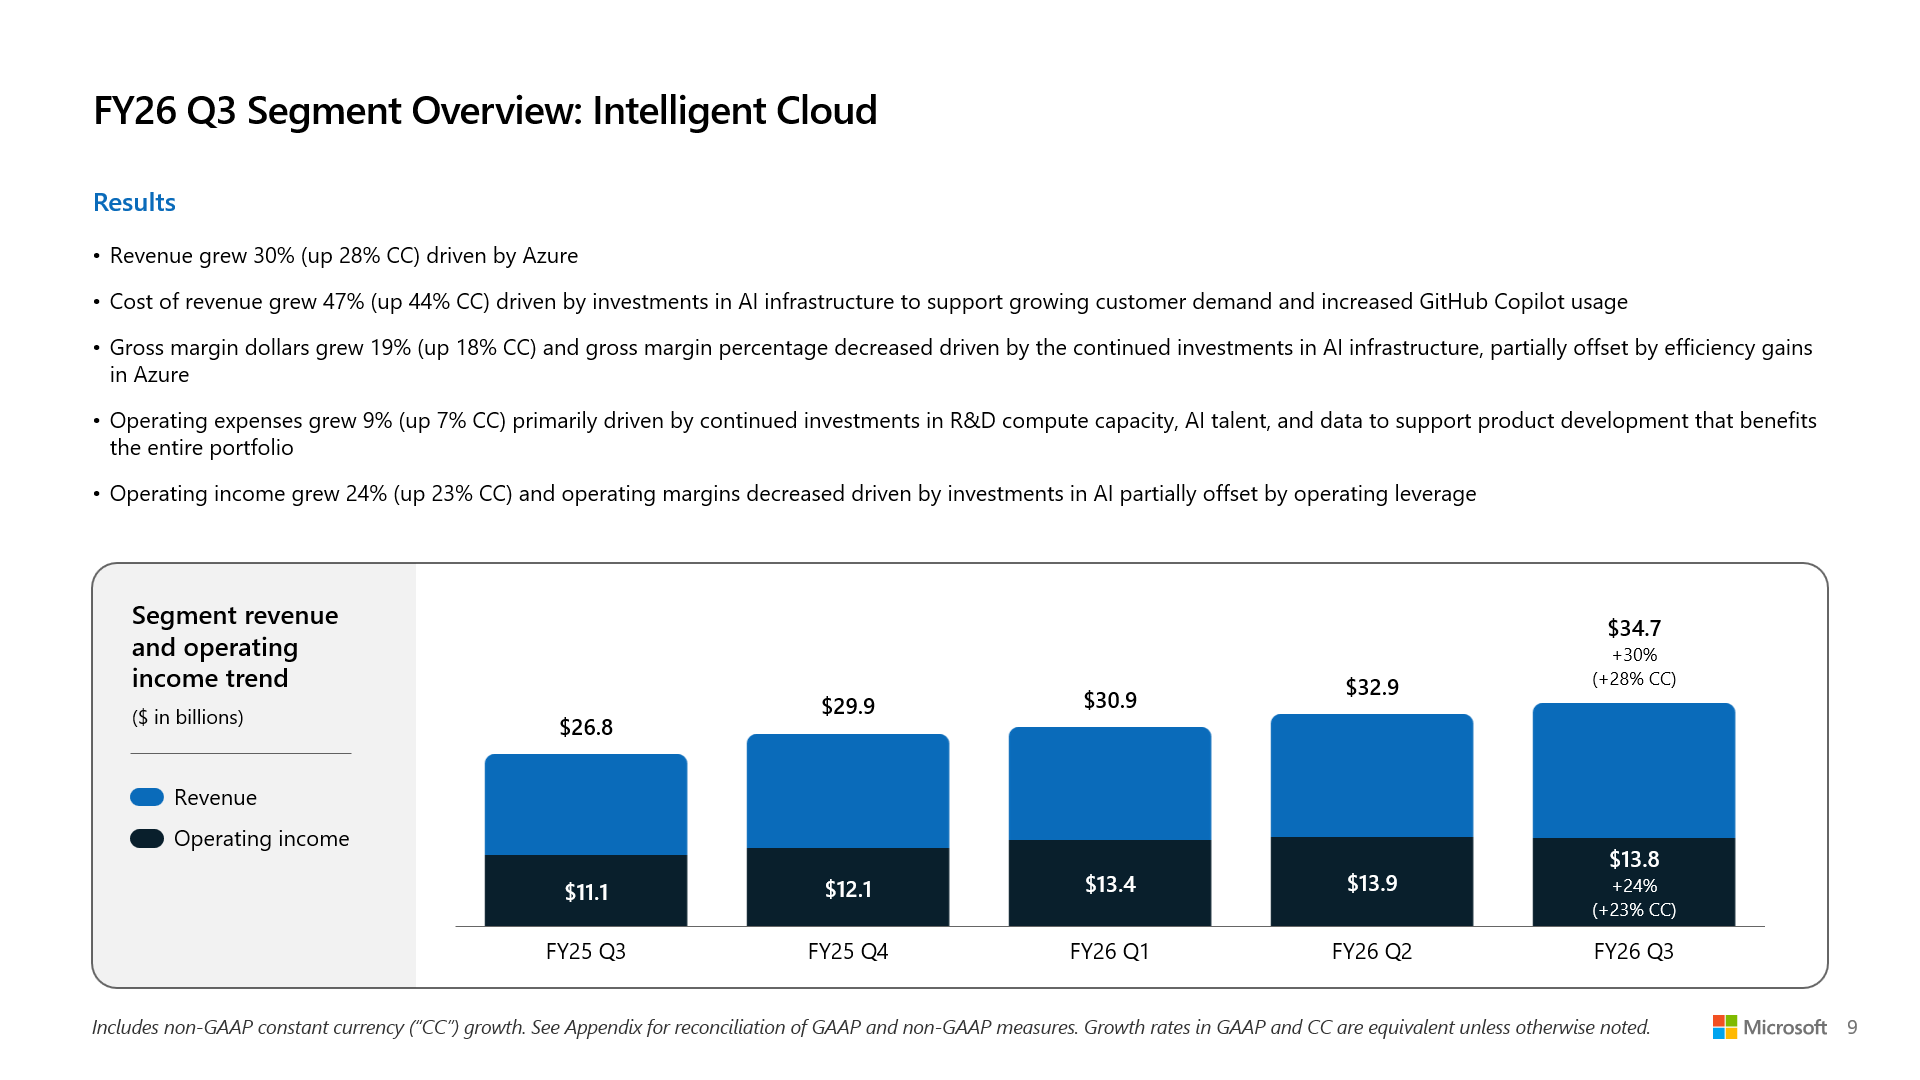 FY26 Q3 Segment Overview: Intelligent Cloud
Results
• Revenue grew 30% (up 28% CC) driven by Azure
• Cost of revenue grew 47% (up 44% CC) driven by investments in AI infrastructure to support growing customer demand and increased GitHub Copilot usage
• Gross margin dollars grew 19% (up 18% CC) and gross margin percentage decreased driven by the continued investments in AI infrastructure, partially offset by efficiency gains
in Azure
• Operating expenses grew 9% (up 7% CC) primarily driven by continued investments in R&D compute capacity, AI talent, and data to support product development that benefits
the entire portfolio
• Operating income grew 24% (up 23% CC) and operating margins decreased driven by investments in AI partially offset by operating leverage
Segment revenue
and operating
income trend
($ in billions)
Revenue
Operating income
$26.8
$11.1
FY25 Q3
$29.9
$12.1
FY25 Q4
$30.9
$13.4
FY26 Q1
$32.9
$13.9
FY26 Q2
$34.7
+30%
(+28% CC)
$13.8
+24%
(+23% CC)
FY26 Q3
Includes non-GAAP constant currency (“CC”) growth. See Appendix for reconciliation of GAAP and non-GAAP measures. Growth rates in GAAP and CC are equivalent unless otherwise noted.
Microsoft
9